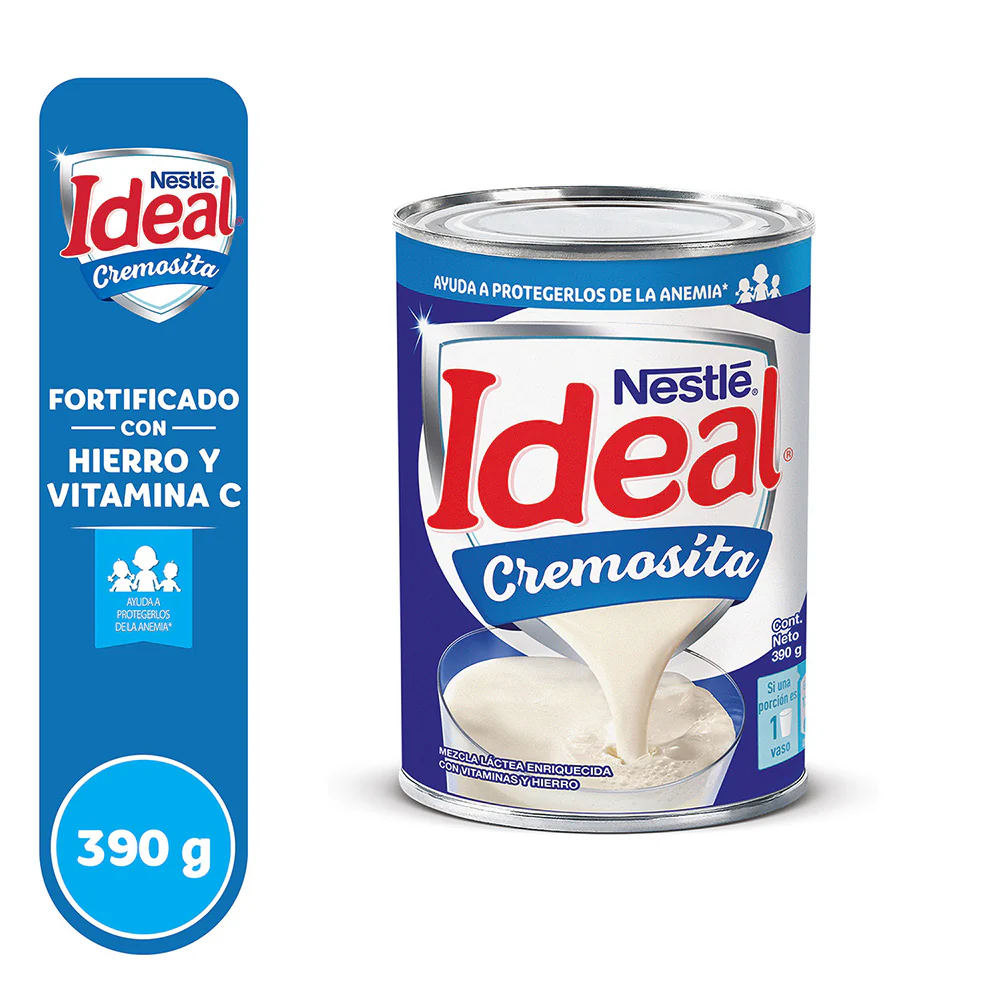 Nestlé®
Ideal®
Cremosita
FORTIFICADO
CON
HIERRO Y
VITAMINA C
AYUDA A
PROTEGERLOS
DE LA ANEMIA*
390 g
AYUDA A PROTEGERLOS DE LA ANEMIA*
Nestlé®
Ideal®
Cremosita
Cont.
Neto
390 g
Si una
porción es
1
vaso
MEZCLA LÁCTEA ENRIQUECIDA
CON VITAMINAS Y HIERRO